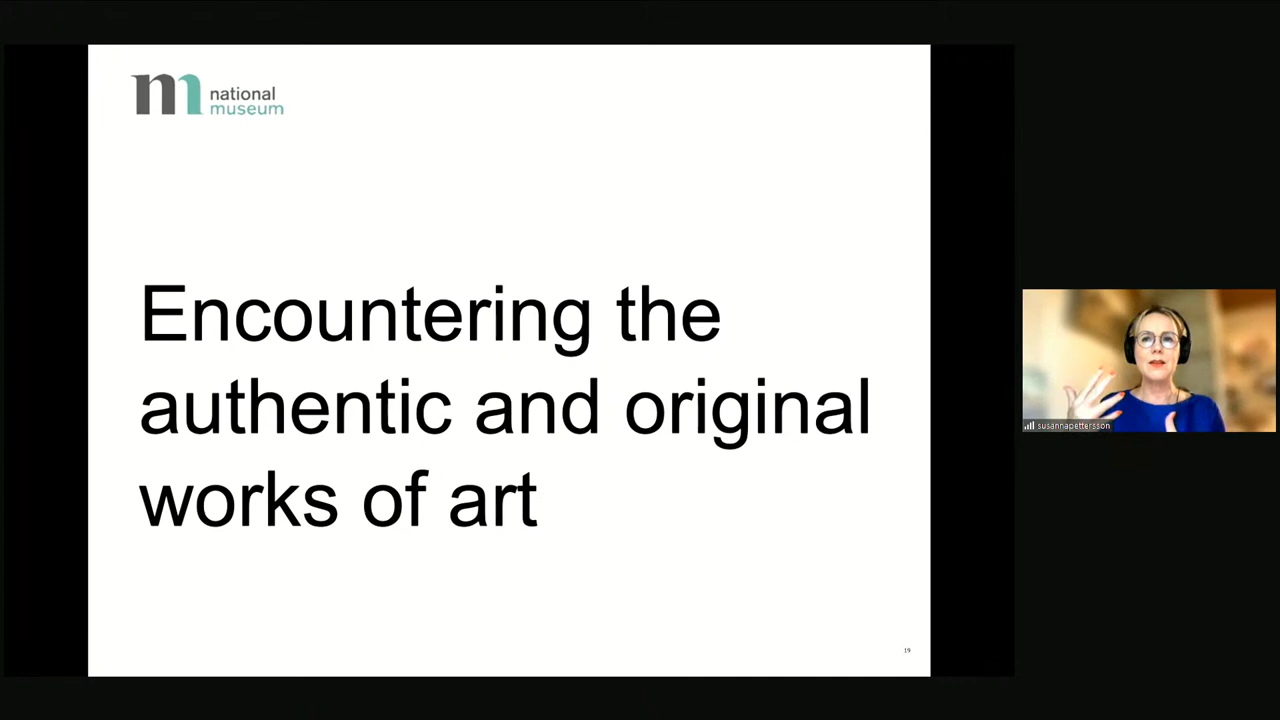 national
museum
Encountering the
authentic and original
works of art
19
susannapettersson